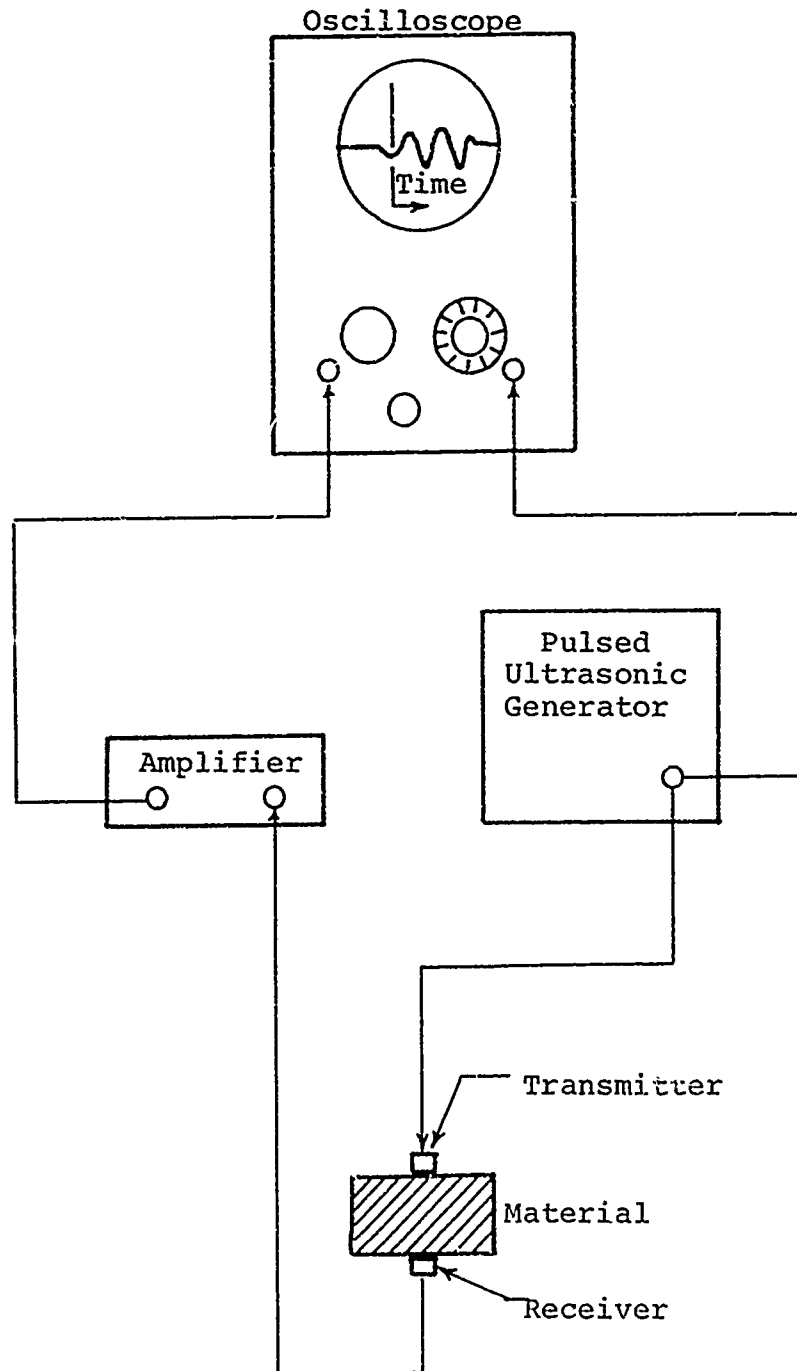 Oscilloscope
Time
Pulsed
Ultrasonic
Generator
Amplifier
Transmitter
Material
Receiver